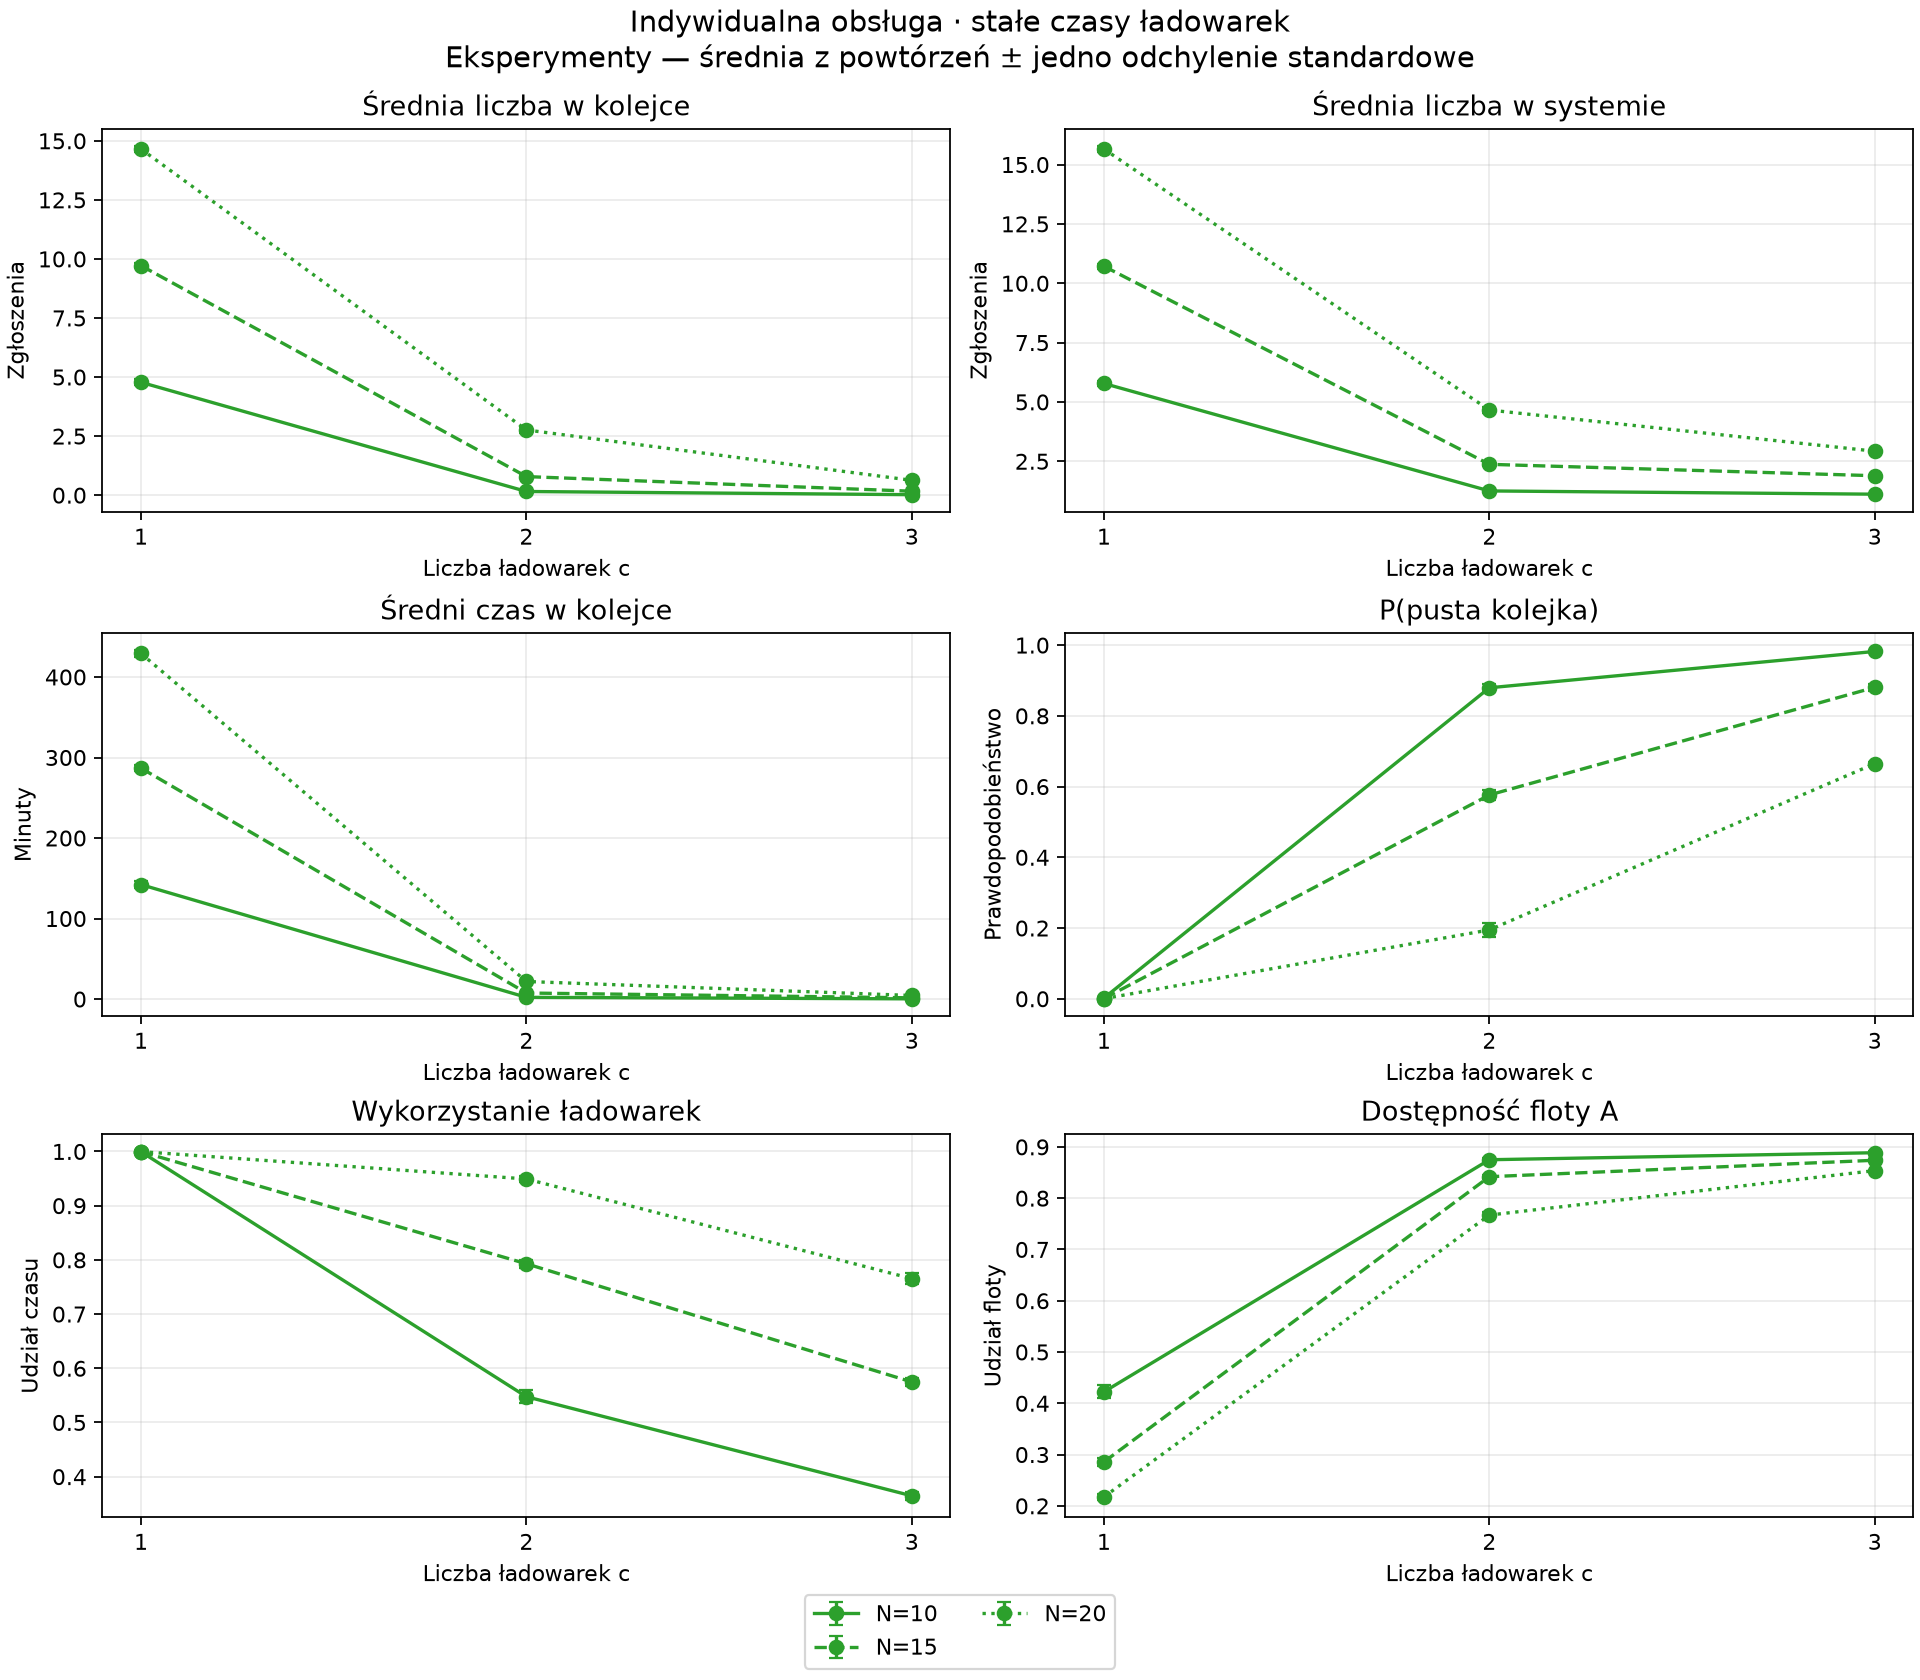 Indywidualna obsługa · stałe czasy ładowarek
Eksperymenty — średnia z powtórzeń ± jedno odchylenie standardowe
Średnia liczba w kolejce
Zgłoszenia
15.0
12.5
10.0
7.5
5.0
2.5
0.0
1 2 3
Liczba ładowarek c
Średnia liczba w systemie
Zgłoszenia
15.0
12.5
10.0
7.5
5.0
2.5
1 2 3
Liczba ładowarek c
Średni czas w kolejce
Minuty
400
300
200
100
0
1 2 3
Liczba ładowarek c
P(pusta kolejka)
Prawdopodobieństwo
1.0
0.8
0.6
0.4
0.2
0.0
1 2 3
Liczba ładowarek c
Wykorzystanie ładowarek
Udział czasu
1.0
0.9
0.8
0.7
0.6
0.5
0.4
1 2 3
Liczba ładowarek c
Dostępność floty A
Udział floty
0.9
0.8
0.7
0.6
0.5
0.4
0.3
0.2
1 2 3
Liczba ładowarek c
N=10
N=15
N=20